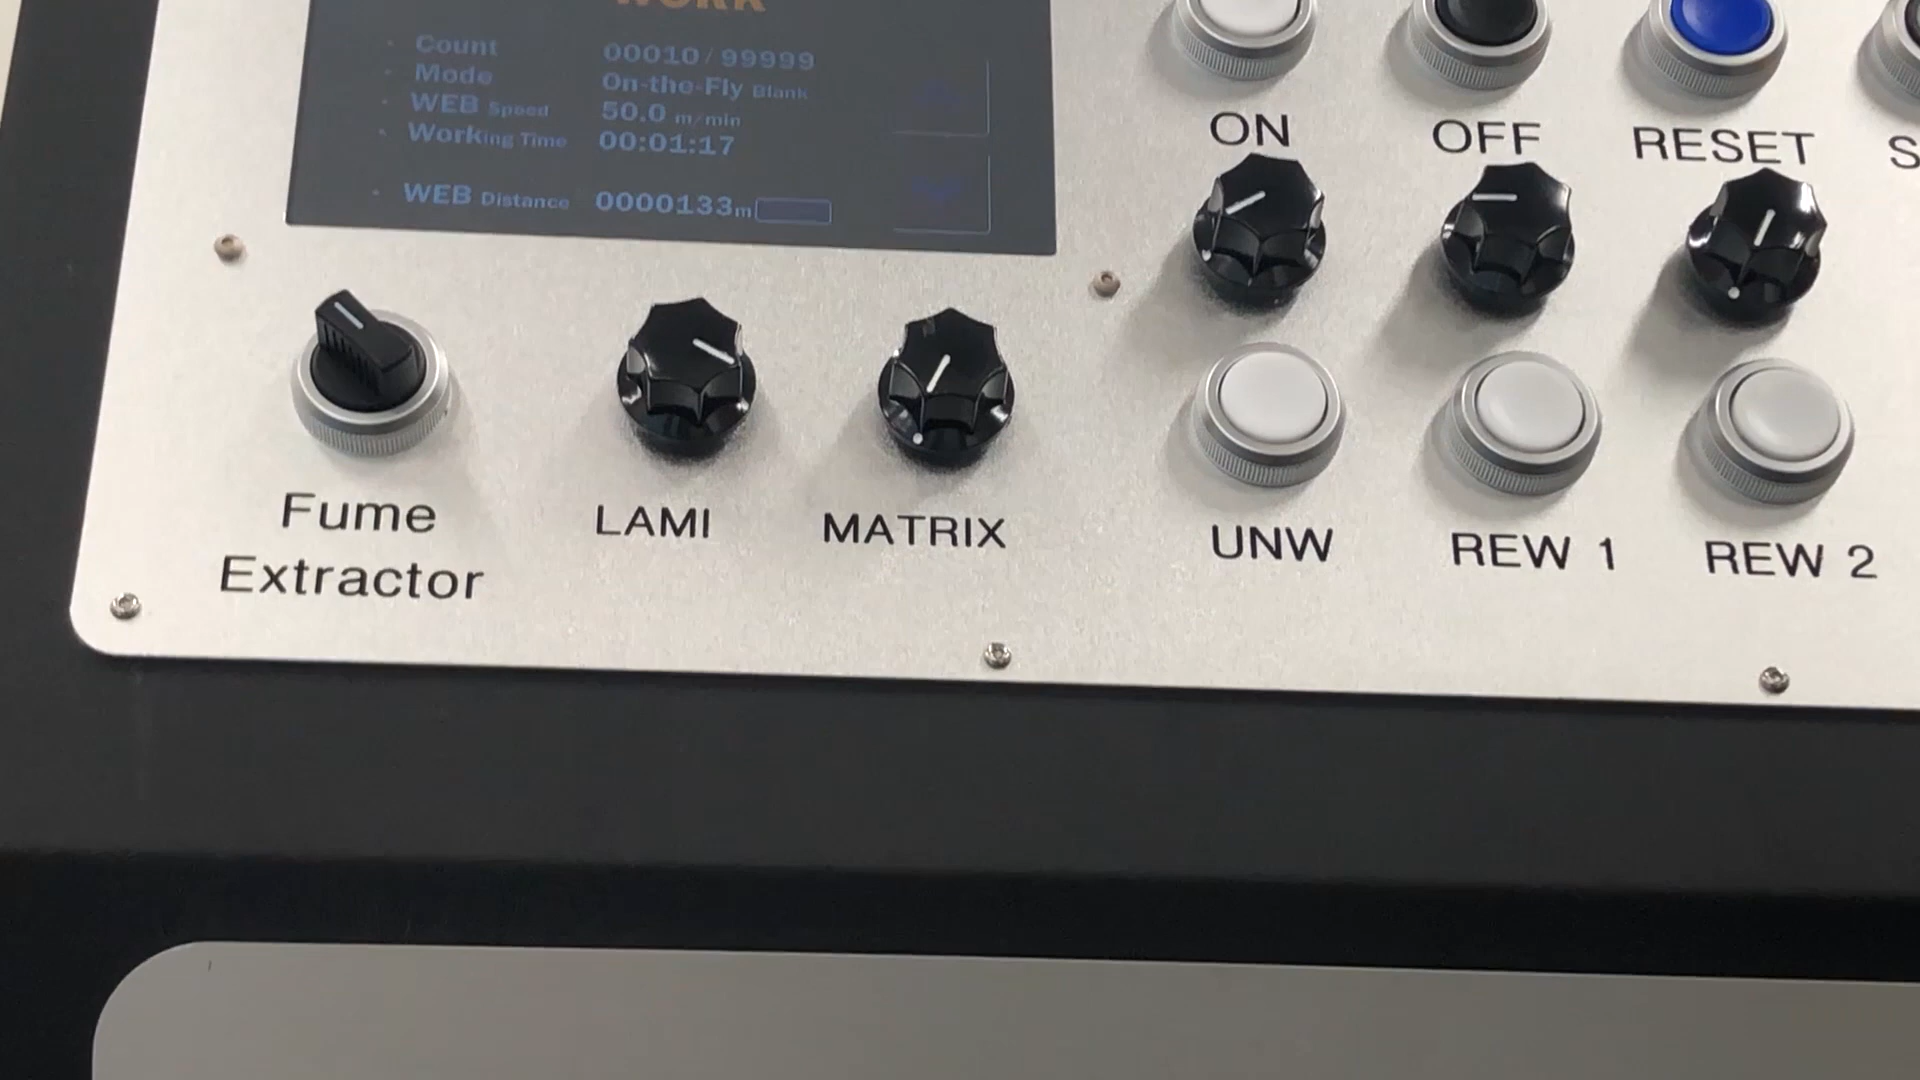 WORK
Count 00010/99999
Mode On-the-Fly Blank
WEB Speed 50.0 m/min
Working Time 00:01:17
WEB Distance 0000133m
ON OFF RESET S
Fume
Extractor
LAMI MATRIX UNW REW 1 REW 2